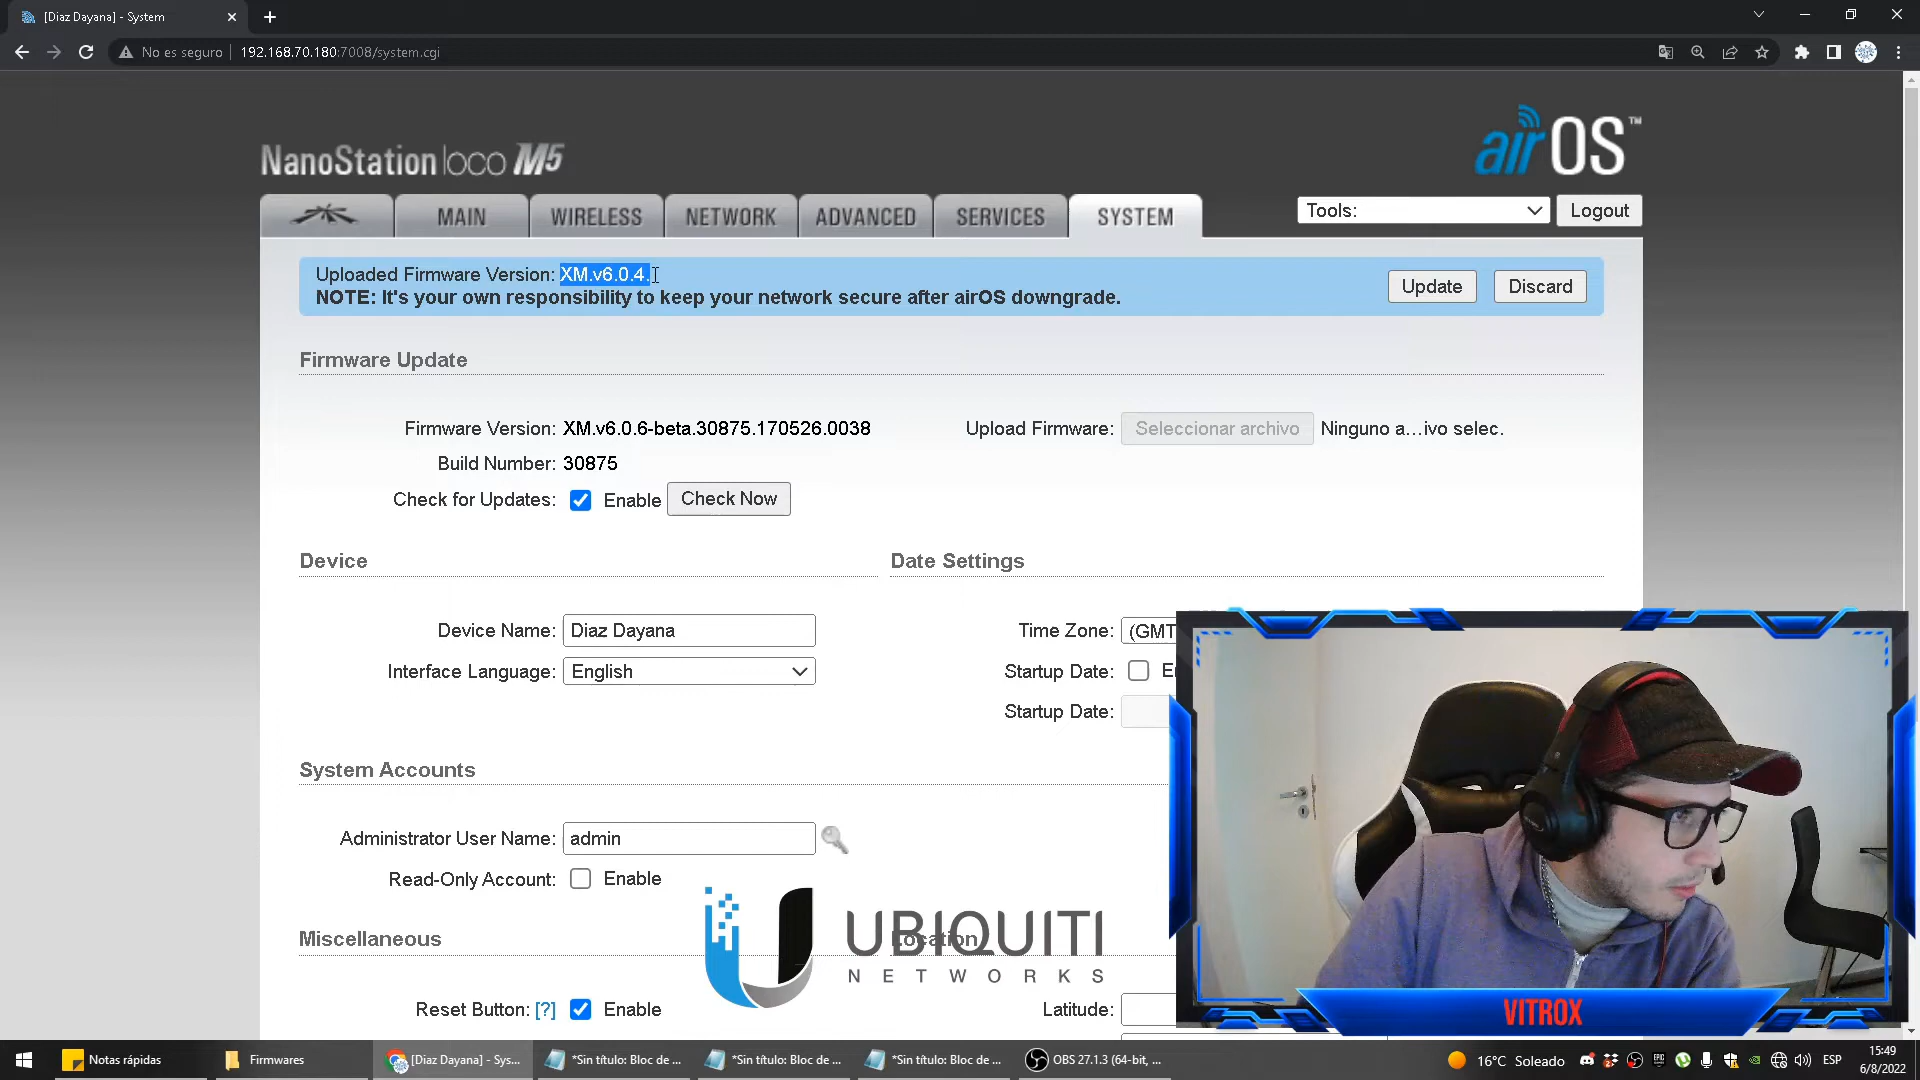 [Diaz Dayana] - System
No es seguro
192.168.70.180:7008/system.cgi
NanoStation loco M5
airOS™
MAIN
WIRELESS
NETWORK
ADVANCED
SERVICES
SYSTEM
Tools:
Logout
Uploaded Firmware Version: XM.v6.0.4.
NOTE: It's your own responsibility to keep your network secure after airOS downgrade.
Update
Discard
Firmware Update
Firmware Version: XM.v6.0.6-beta.30875.170526.0038
Upload Firmware: Seleccionar archivo Ninguno a...ivo selec.
Build Number: 30875
Check for Updates: Enable Check Now
Device
Date Settings
Device Name: Diaz Dayana
Time Zone: (GMT
Interface Language: English
Startup Date:
Startup Date:
System Accounts
Administrator User Name: admin
Read-Only Account: Enable
Miscellaneous
Location
UBIQUITI
NETWORKS
Reset Button: [?] Enable
Latitude:
VITROX
Notas rápidas
Firmwares
[Diaz Dayana] - Sys...
*Sin título: Bloc de ...
*Sin título: Bloc de ...
*Sin título: Bloc de ...
OBS 27.1.3 (64-bit, ...
16°C Soleado
ESP
15:49
6/8/2022